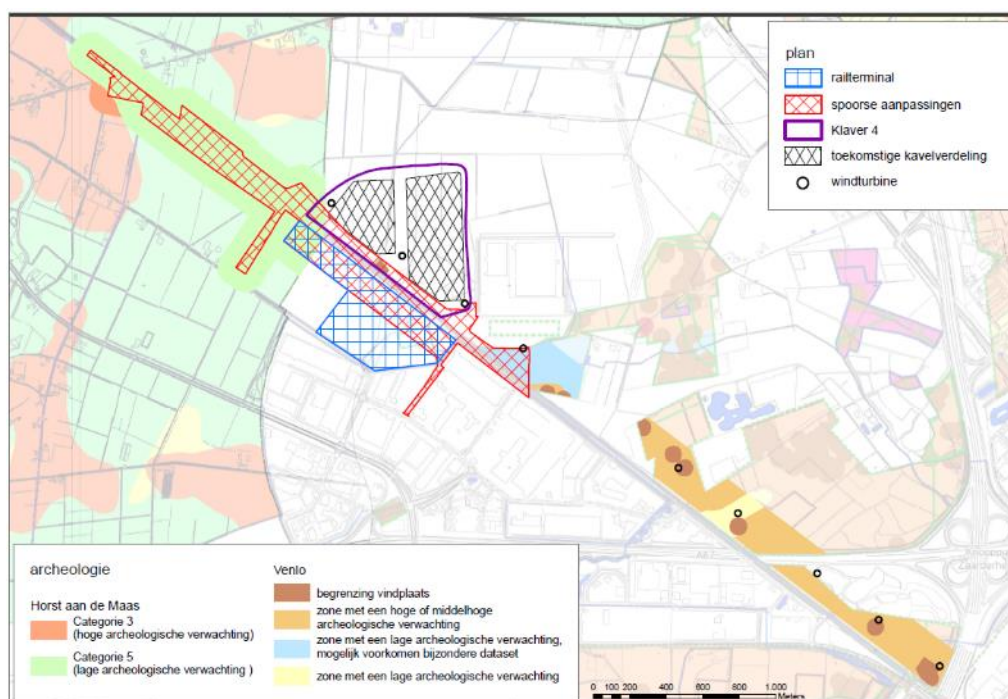 plan
railterminal
spoorse aanpassingen
Klaver 4
toekomstige kavelverdeling
windturbine
archeologie
Horst aan de Maas
Categorie 3
(hoge archeologische verwachting)
Categorie 5
(lage archeologische verwachting )
Venlo
begrenzing vindplaats
zone met een hoge of middelhoge
archeologische verwachting
zone met een lage archeologische verwachting,
mogelijk voorkomen bijzondere dataset
zone met een lage archeologische verwachting
0 100 200 400 600 800 1.000
Meters